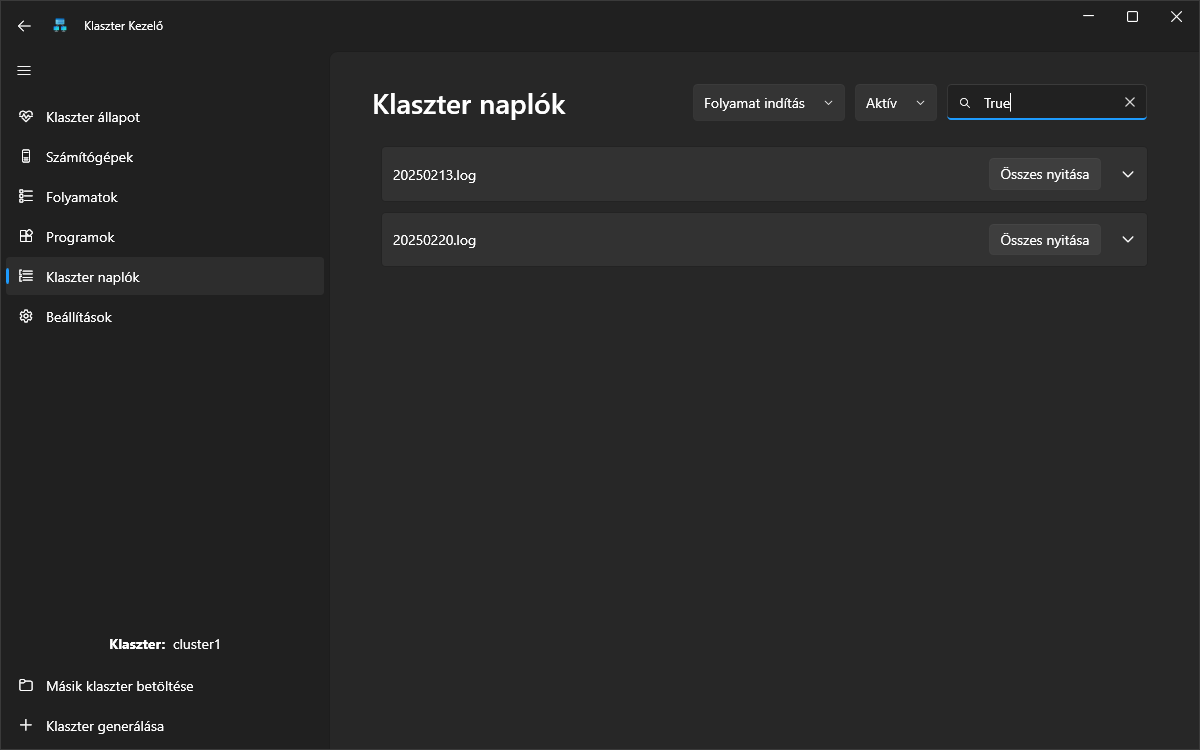 Klaszter Kezelő
Klaszter állapot
Számítógépek
Folyamatok
Programok
Klaszter naplók
Beállítások
Klaszter: cluster1
Másik klaszter betöltése
Klaszter generálása
Klaszter naplók
Folyamat indítás
Aktív
True
20250213.log
Összes nyitása
20250220.log
Összes nyitása